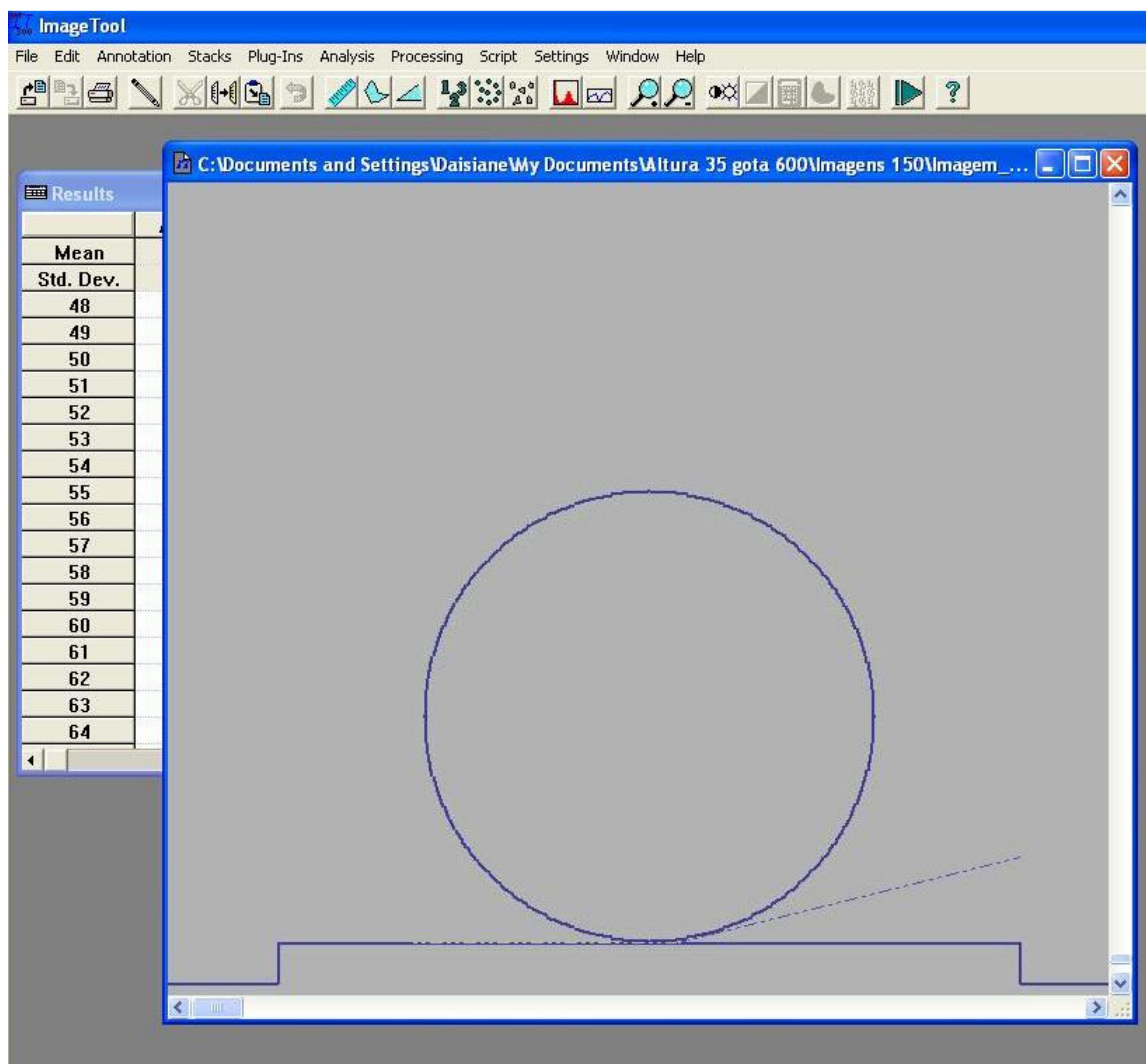 ImageTool
File Edit Annotation Stacks Plug-Ins Analysis Processing Script Settings Window Help
C:\Documents and Settings\Daisiane\My Documents\Altura 35 gota 600\Imagens 150\Imagem_...
Results
Mean
Std. Dev.
48
49
50
51
52
53
54
55
56
57
58
59
60
61
62
63
64